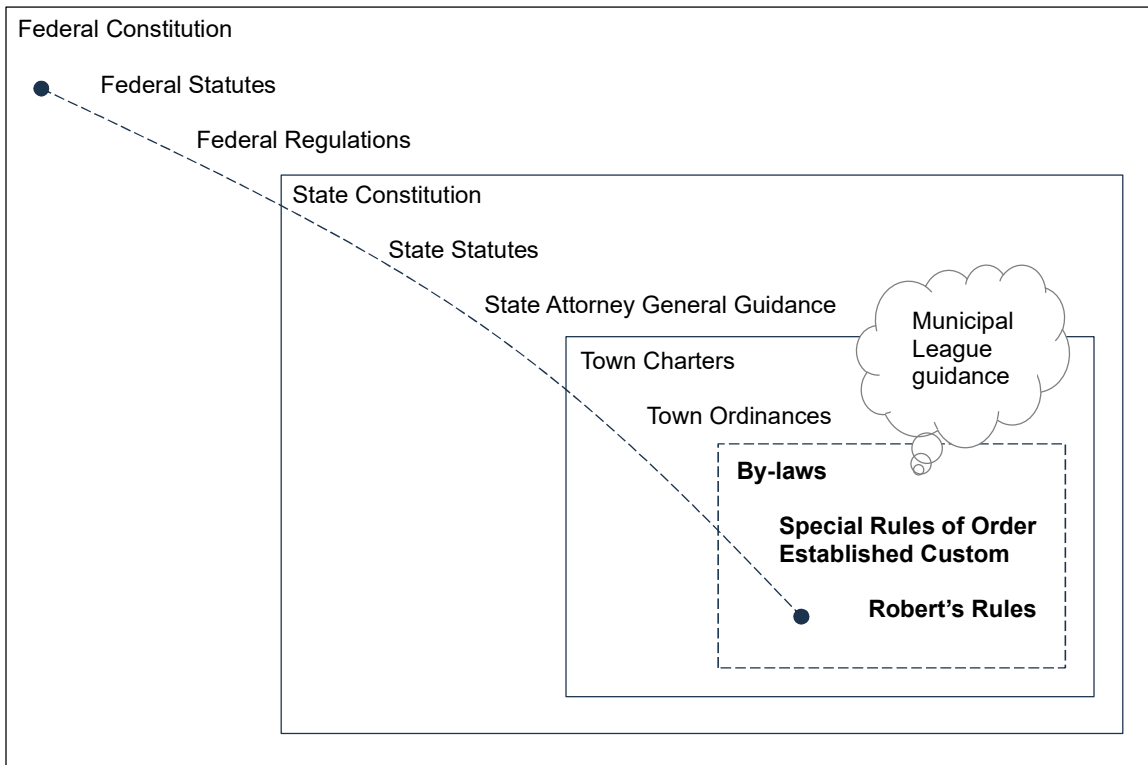 Federal Constitution
Federal Statutes
Federal Regulations
State Constitution
State Statutes
State Attorney General Guidance
Municipal
League
guidance
Town Charters
Town Ordinances
By-laws
Special Rules of Order
Established Custom
Robert’s Rules